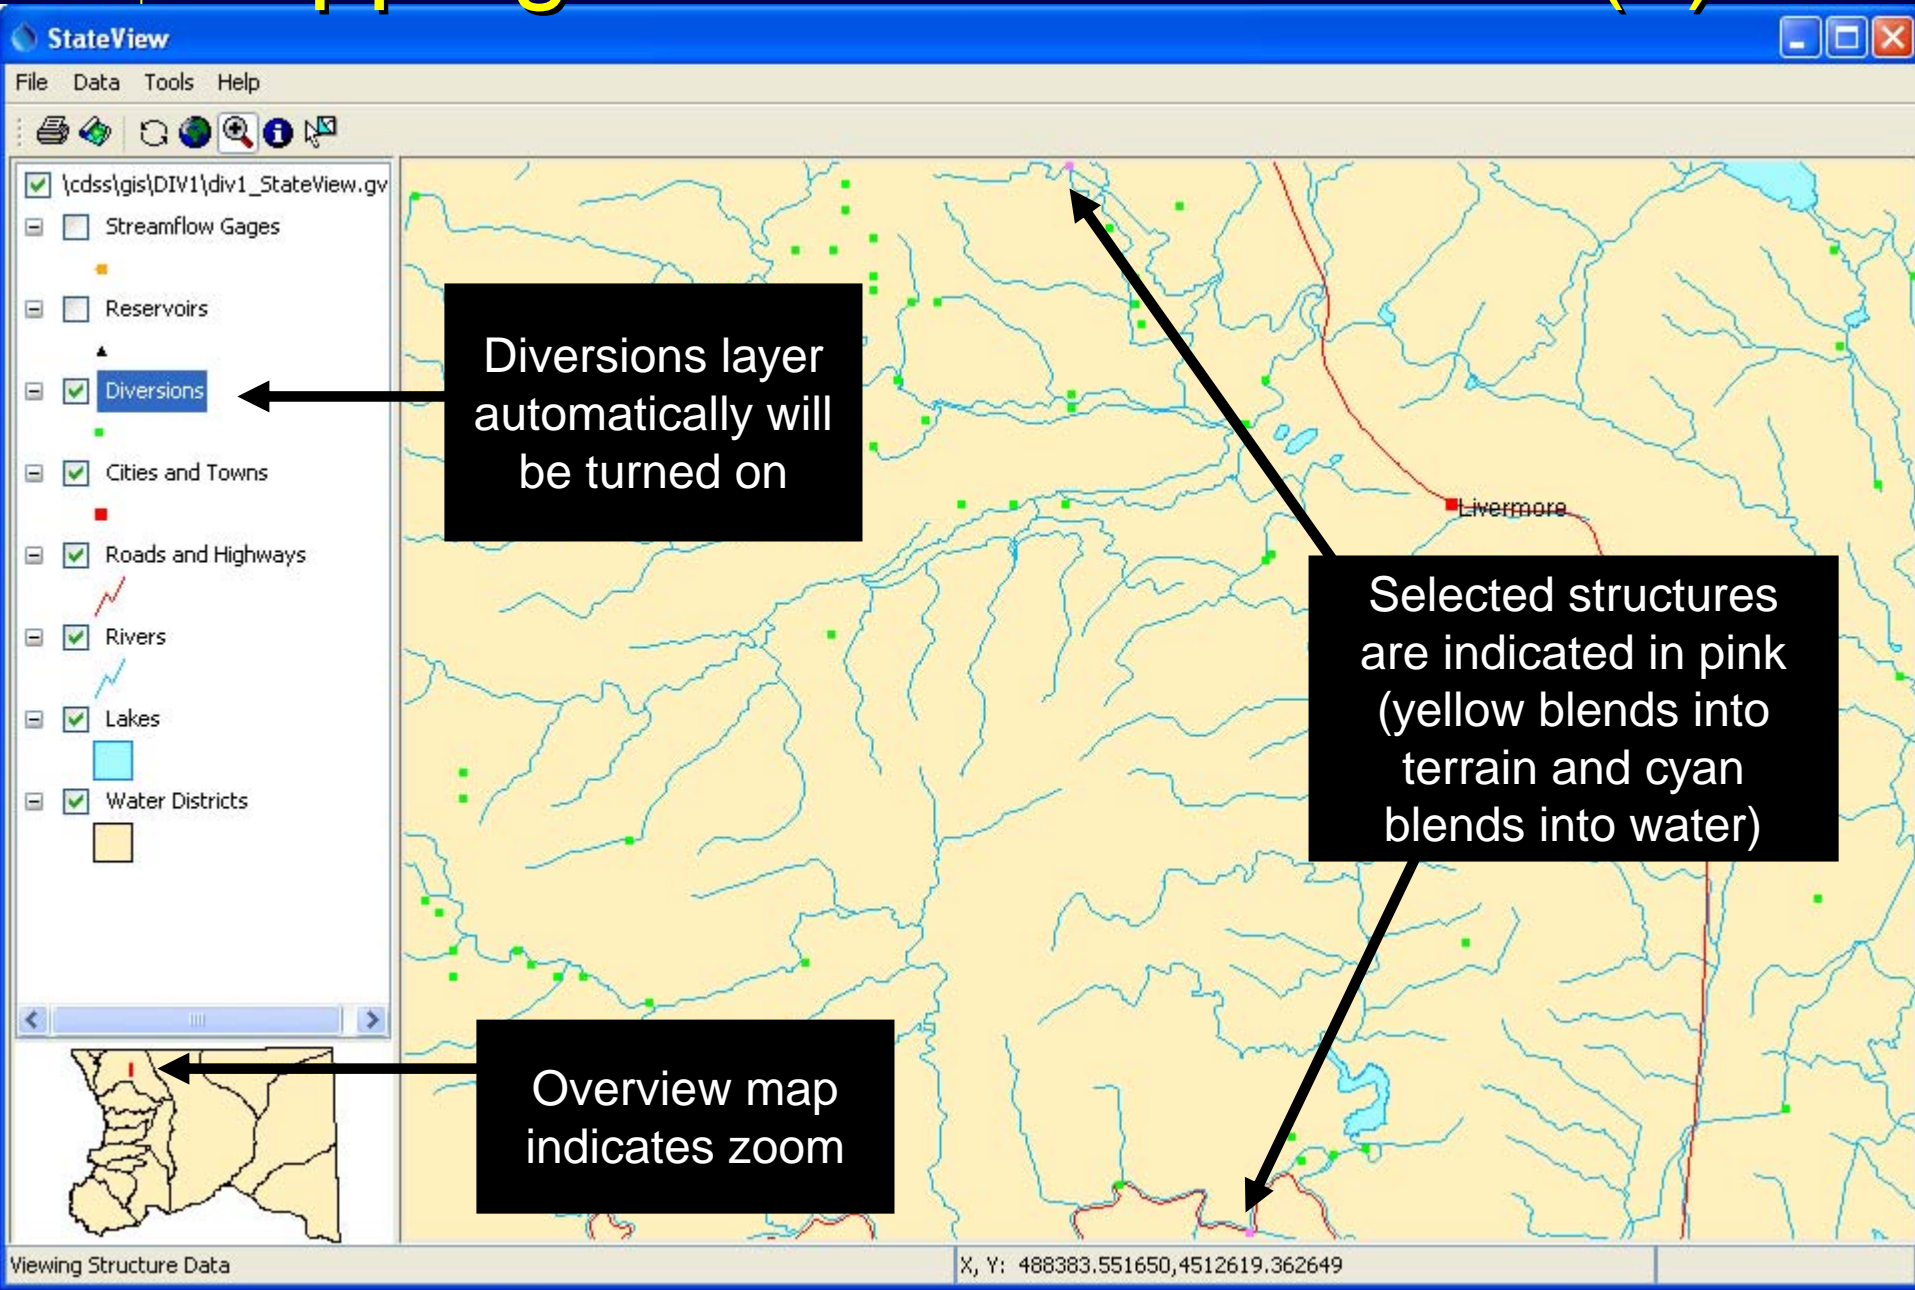 StateView
File Data Tools Help
\cdss\gis\DIV1\div1_StateView.gv
Streamflow Gages
Reservoirs
Diversions
Cities and Towns
Roads and Highways
Rivers
Lakes
Water Districts
Diversions layer
automatically will
be turned on
Livermore
Selected structures
are indicated in pink
(yellow blends into
terrain and cyan
blends into water)
Overview map
indicates zoom
Viewing Structure Data
X, Y: 488383.551650,4512619.362649